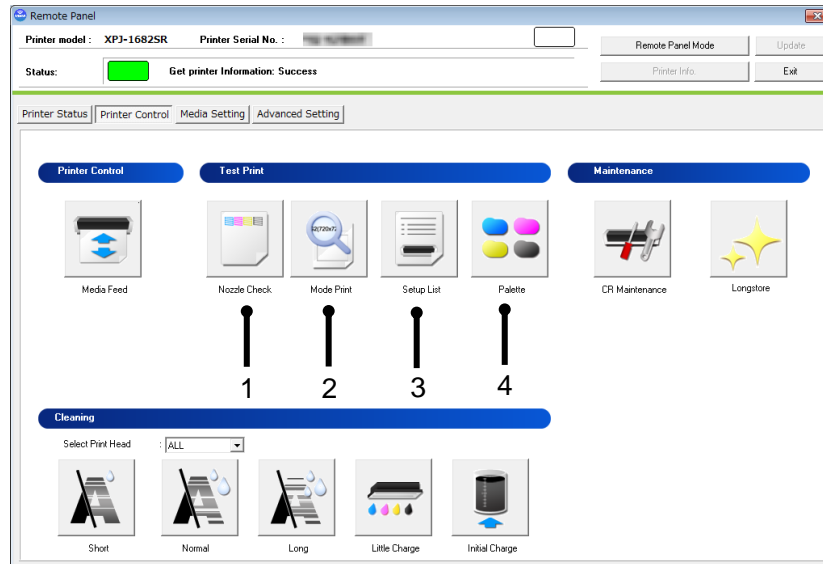 Remote Panel
Printer model : XPJ-1682SR Printer Serial No. :
Remote Panel Mode Update
Status: Get printer Information: Success
Printer Info. Exit
Printer Status Printer Control Media Setting Advanced Setting
Printer Control Test Print Maintenance
Media Feed Nozzle Check Mode Print Setup List Palette CR Maintenance Longstore
1 2 3 4
Cleaning
Select Print Head : ALL
Short Normal Long Little Charge Initial Charge